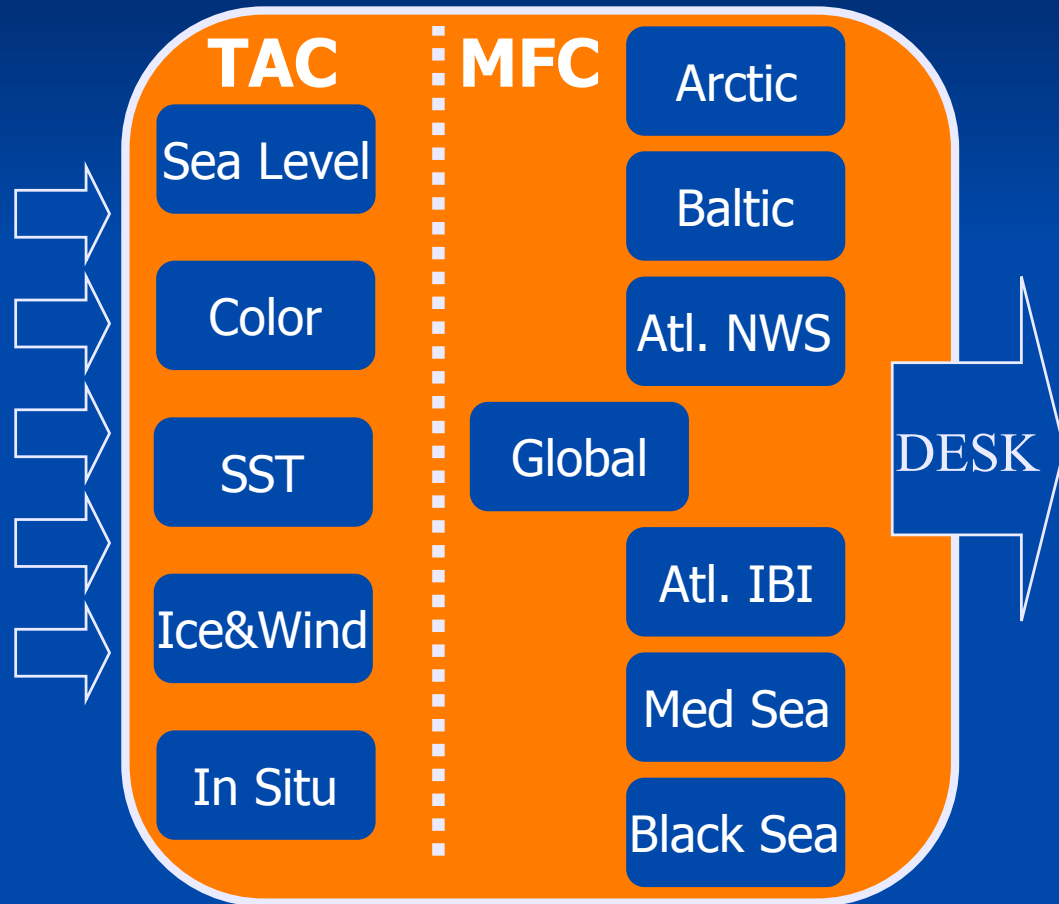 TAC
Sea Level
Color
SST
Ice&Wind
In Situ
MFC
Arctic
Baltic
Atl. NWS
Global
Atl. IBI
Med Sea
Black Sea
DESK